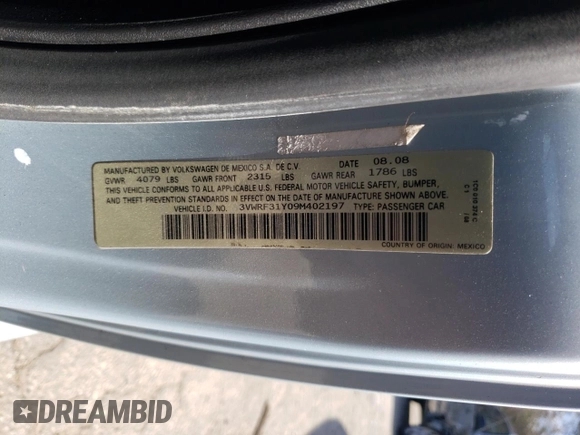 MANUFACTURED BY VOLKSWAGEN DE MEXICO S.A. DE C.V. DATE 08.08
GVWR 4079 LBS GAWR FRONT 2315 LBS GAWR REAR 1786 LBS
THIS VEHICLE CONFORMS TO ALL APPLICABLE U.S. FEDERAL MOTOR VEHICLE SAFETY, BUMPER,
AND THEFT PREVENTION STANDARDS IN EFFECT ON THE DATE OF MANUFACTURE SHOWN ABOVE.
VEHICLE I.D. NO. 3VWRF31Y09M402197 TYPE: PASSENGER CAR
COUNTRY OF ORIGIN: MEXICO
DREAMBID